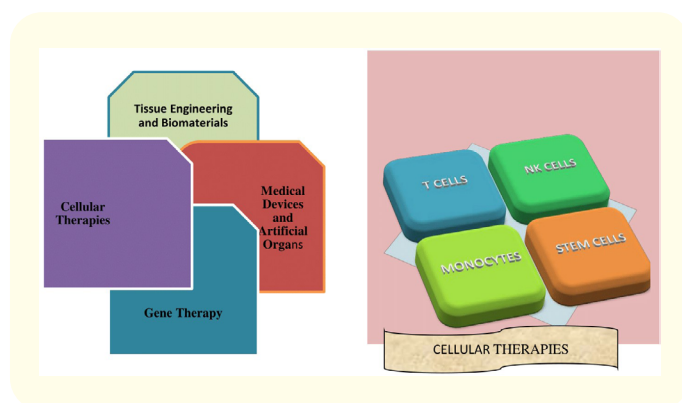 Tissue Engineering
and Biomaterials
Cellular
Therapies
Medical
Devices
and
Artificial
Organs
Gene Therapy
T CELLS
NK CELLS
MONOCYTES
STEM CELLS
CELLULAR THERAPIES